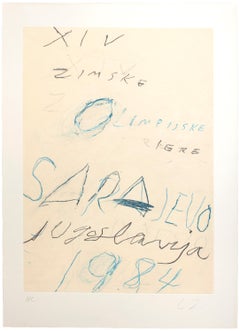 XIV
ZIMSKE
OLIMPIJSKE
IGRE
SARAJEVO
Jugoslavija
1984